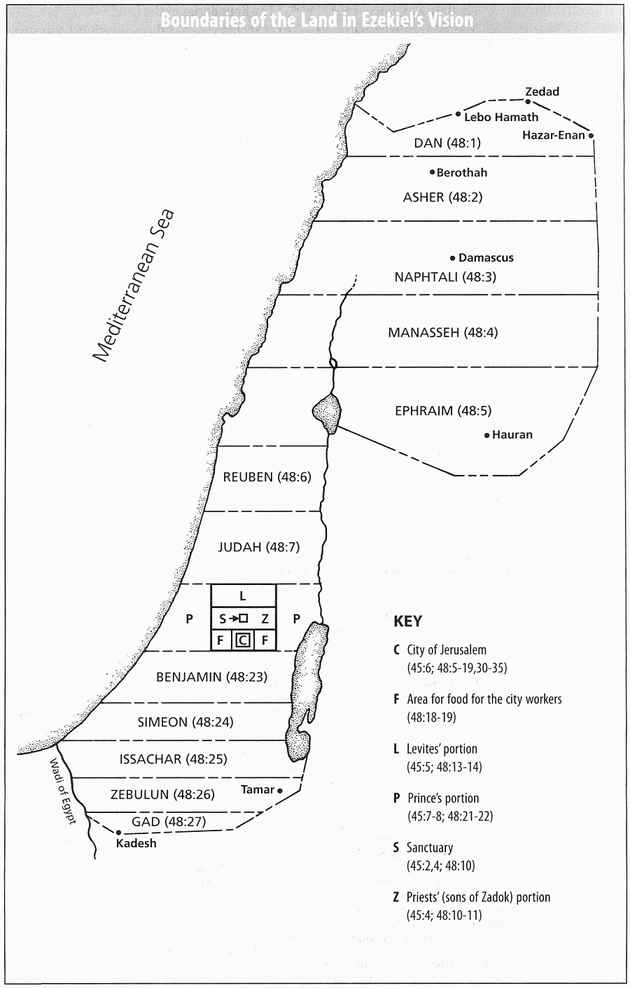 Boundaries of the Land in Ezekiel's Vision
Zedad
Lebo Hamath
Hazar-Enan
DAN (48:1)
Berothah
ASHER (48:2)
Mediterranean Sea
Damascus
NAPHTALI (48:3)
MANASSEH (48:4)
EPHRAIM (48:5)
Hauran
REUBEN (48:6)
JUDAH (48:7)
L
P S Z P
F C F
BENJAMIN (48:23)
SIMEON (48:24)
ISSACHAR (48:25)
Wadi of Egypt
ZEBULUN (48:26)
Tamar
GAD (48:27)
Kadesh
KEY
C City of Jerusalem
(45:6; 48:5-19,30-35)
F Area for food for the city workers
(48:18-19)
L Levites' portion
(45:5; 48:13-14)
P Prince's portion
(45:7-8; 48:21-22)
S Sanctuary
(45:2,4; 48:10)
Z Priests' (sons of Zadok) portion
(45:4; 48:10-11)